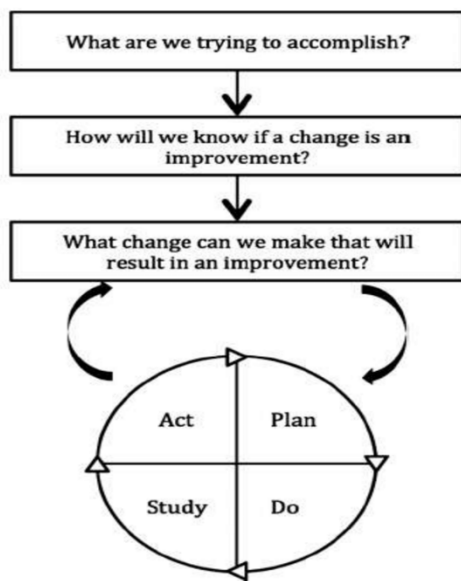 What are we trying to accomplish?
How will we know if a change is an
improvement?
What change can we make that will
result in an improvement?
Act
Plan
Study
Do